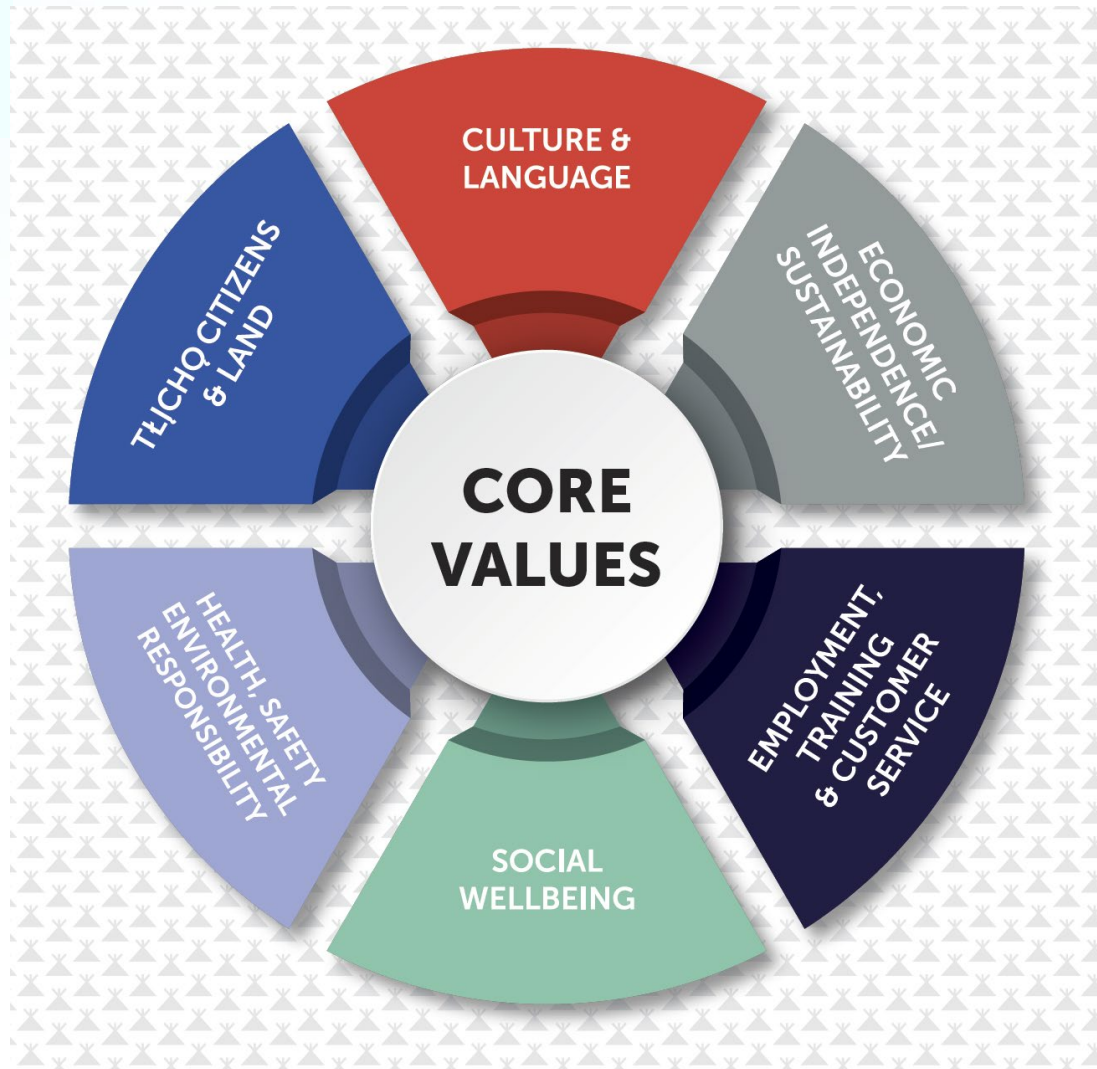 CULTURE &
LANGUAGE
ECONOMIC
INDEPENDENCE/
SUSTAINABILITY
EMPLOYMENT,
TRAINING
& CUSTOMER
SERVICE
SOCIAL
WELLBEING
HEALTH, SAFETY
ENVIRONMENTAL
RESPONSIBILITY
TŁĮCHǪ CITIZENS
& LAND
CORE
VALUES